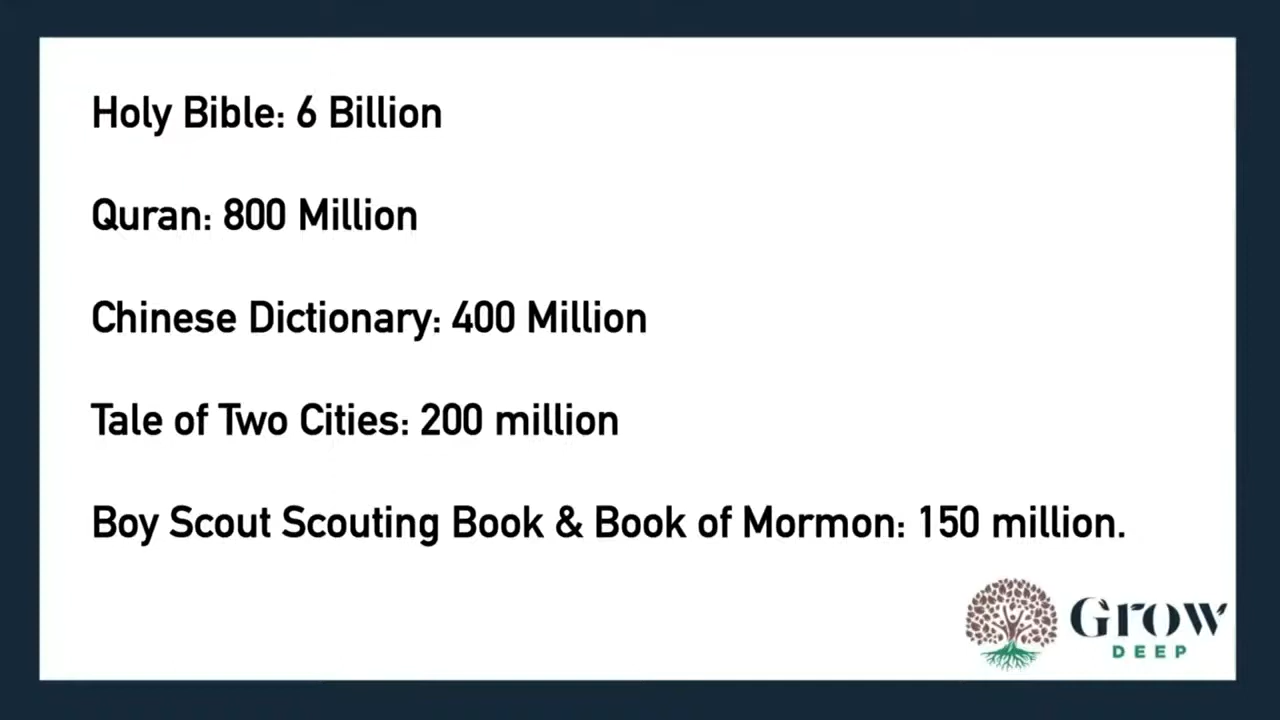 Holy Bible: 6 Billion
Quran: 800 Million
Chinese Dictionary: 400 Million
Tale of Two Cities: 200 million
Boy Scout Scouting Book & Book of Mormon: 150 million.
Grow
DEEP